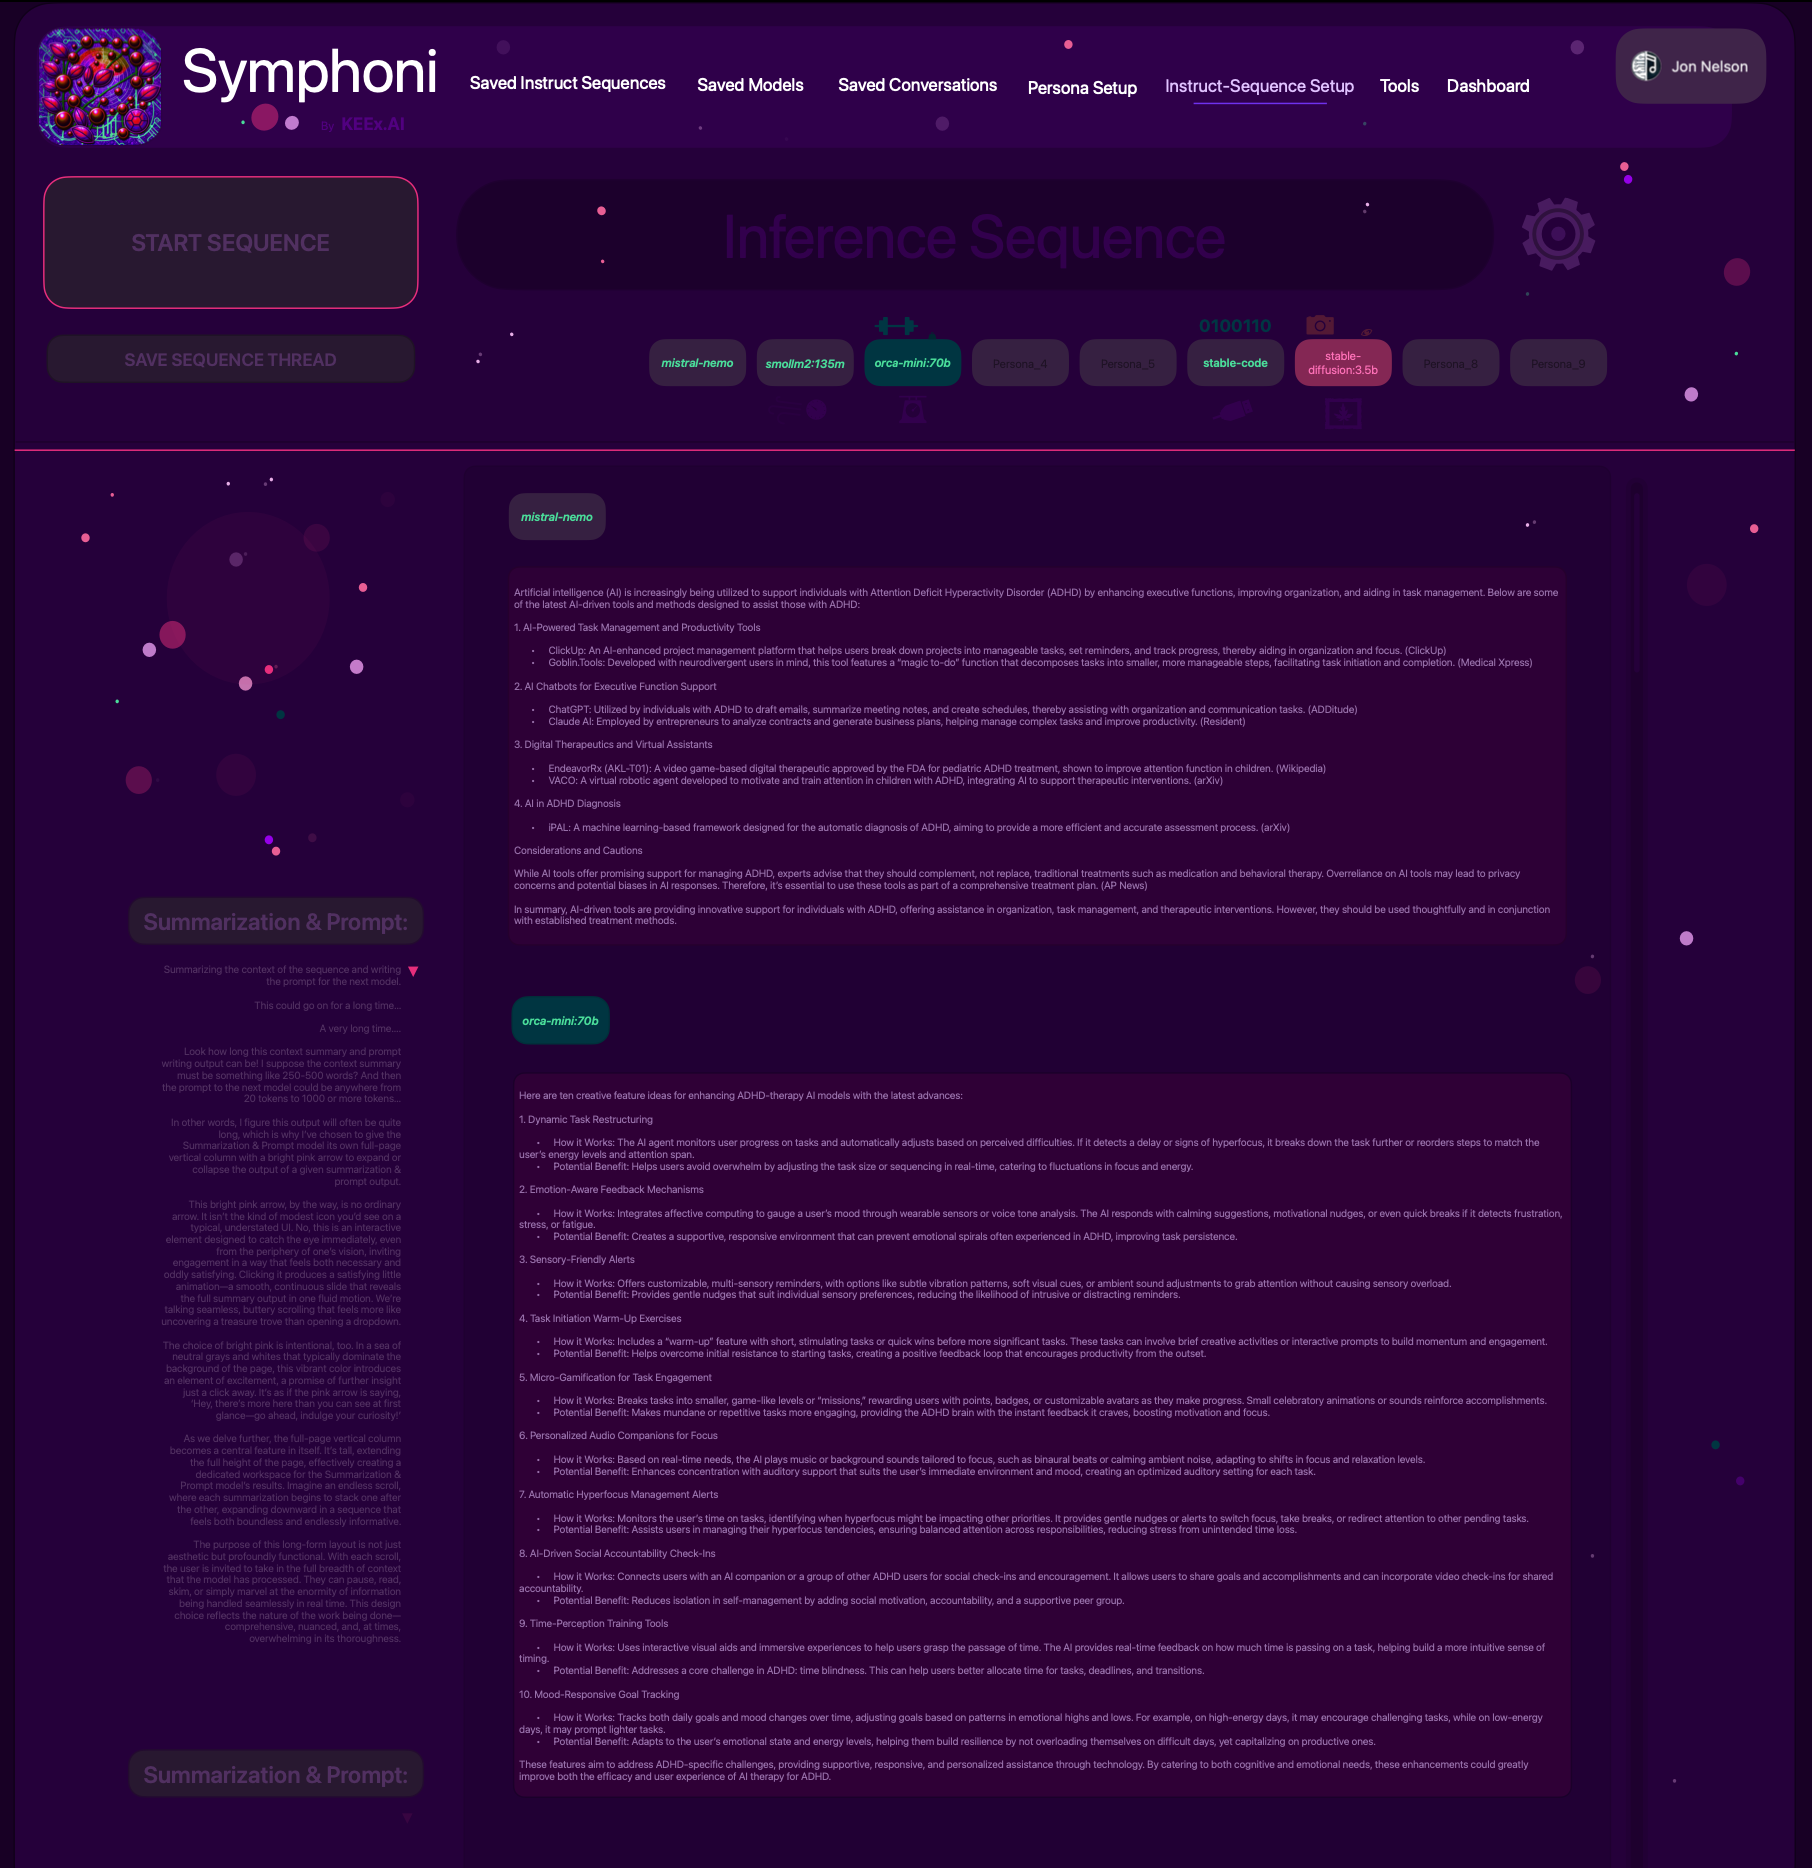 Symphoni
By KEEx.AI
Saved Instruct Sequences
Saved Models
Saved Conversations
Persona Setup
Instruct-Sequence Setup
Tools
Dashboard
Jon Nelson
START SEQUENCE
Inference Sequence
SAVE SEQUENCE THREAD
0100110
mistral-nemo
smollm2:135m
orca-mini:70b
Persona_4
Persona_5
stable-code
stable-
diffusion:3.5b
Persona_8
Persona_9
Summarization & Prompt:
Summarizing the context of the sequence and writing
the prompt for the next model.
This could go on for a long time...
A very long time....
Look how long this context summary and prompt
writing output can be! I suppose the context summary
must be something like 250-500 words? And then
the prompt to the next model could be anywhere from
20 tokens to 1000 or more tokens...
In other words, I figure this output will often be quite
long, which is why I've chosen to give the
Summarization & Prompt model its own full-page
vertical column with a bright pink arrow to expand or
collapse the output of a given summarization &
prompt output.
This bright pink arrow, by the way, is no ordinary
arrow. It isn't the kind of modest icon you'd see on a
typical, understated UI. No, this is an interactive
element designed to catch the eye immediately, even
from the periphery of one's vision, inviting
engagement in a way that feels both necessary and
oddly satisfying. Clicking it produces a satisfying little
animation—a smooth, continuous slide that reveals
the full summary output in one fluid motion. We're
talking seamless, buttery scrolling that feels more like
uncovering a treasure trove than opening a dropdown.
The choice of bright pink is intentional, too. In a sea of
neutral grays and whites that typically dominate the
background of the page, this vibrant color introduces
an element of excitement, a promise of further insight
just a click away. It's as if the pink arrow is saying,
'Hey, there's more here than you can see at first
glance—go ahead, indulge your curiosity!'
As we delve further, the full-page vertical column
becomes a central feature in itself. It's tall, extending
the full height of the page, effectively creating a
dedicated workspace for the Summarization &
Prompt model's results. Imagine an endless scroll,
where each summarization begins to stack one after
the other, expanding downward in a sequence that
feels both boundless and endlessly informative.
The purpose of this long-form layout is not just
aesthetic but profoundly functional. With each scroll,
the user is invited to take in the full breadth of context
that the model has processed. They can pause, read,
skim, or simply marvel at the enormity of information
being handled seamlessly in real time. This design
choice reflects the nature of the work being done—
comprehensive, nuanced, and, at times,
overwhelming in its thoroughness.
Summarization & Prompt:
mistral-nemo
Artificial intelligence (AI) is increasingly being utilized to support individuals with Attention Deficit Hyperactivity Disorder (ADHD) by enhancing executive functions, improving organization, and aiding in task management. Below are some
of the latest AI-driven tools and methods designed to assist those with ADHD:
1. AI-Powered Task Management and Productivity Tools
• ClickUp: An AI-enhanced project management platform that helps users break down projects into manageable tasks, set reminders, and track progress, thereby aiding in organization and focus. (ClickUp)
• Goblin.Tools: Developed with neurodivergent users in mind, this tool features a "magic to-do" function that decomposes tasks into smaller, more manageable steps, facilitating task initiation and completion. (Medical Xpress)
2. AI Chatbots for Executive Function Support
• ChatGPT: Utilized by individuals with ADHD to draft emails, summarize meeting notes, and create schedules, thereby assisting with organization and communication tasks. (ADDitude)
• Claude AI: Employed by entrepreneurs to analyze contracts and generate business plans, helping manage complex tasks and improve productivity. (Resident)
3. Digital Therapeutics and Virtual Assistants
• EndeavorRx (AKL-T01): A video game-based digital therapeutic approved by the FDA for pediatric ADHD treatment, shown to improve attention function in children. (Wikipedia)
• VACO: A virtual robotic agent developed to motivate and train attention in children with ADHD, integrating AI to support therapeutic interventions. (arXiv)
4. AI in ADHD Diagnosis
• iPAL: A machine learning-based framework designed for the automatic diagnosis of ADHD, aiming to provide a more efficient and accurate assessment process. (arXiv)
Considerations and Cautions
While AI tools offer promising support for managing ADHD, experts advise that they should complement, not replace, traditional treatments such as medication and behavioral therapy. Overreliance on AI tools may lead to privacy
concerns and potential biases in AI responses. Therefore, it's essential to use these tools as part of a comprehensive treatment plan. (AP News)
In summary, AI-driven tools are providing innovative support for individuals with ADHD, offering assistance in organization, task management, and therapeutic interventions. However, they should be used thoughtfully and in conjunction
with established treatment methods.
orca-mini:70b
Here are ten creative feature ideas for enhancing ADHD-therapy AI models with the latest advances:
1. Dynamic Task Restructuring
• How it Works: The AI agent monitors user progress on tasks and automatically adjusts based on perceived difficulties. If it detects a delay or signs of hyperfocus, it breaks down the task further or reorders steps to match the
user's energy levels and attention span.
• Potential Benefit: Helps users avoid overwhelm by adjusting the task size or sequencing in real-time, catering to fluctuations in focus and energy.
2. Emotion-Aware Feedback Mechanisms
• How it Works: Integrates affective computing to gauge a user's mood through wearable sensors or voice tone analysis. The AI responds with calming suggestions, motivational nudges, or even quick breaks if it detects frustration,
stress, or fatigue.
• Potential Benefit: Creates a supportive, responsive environment that can prevent emotional spirals often experienced in ADHD, improving task persistence.
3. Sensory-Friendly Alerts
• How it Works: Offers customizable, multi-sensory reminders, with options like subtle vibration patterns, soft visual cues, or ambient sound adjustments to grab attention without causing sensory overload.
• Potential Benefit: Provides gentle nudges that suit individual sensory preferences, reducing the likelihood of intrusive or distracting reminders.
4. Task Initiation Warm-Up Exercises
• How it Works: Includes a "warm-up" feature with short, stimulating tasks or quick wins before more significant tasks. These tasks can involve brief creative activities or interactive prompts to build momentum and engagement.
• Potential Benefit: Helps overcome initial resistance to starting tasks, creating a positive feedback loop that encourages productivity from the outset.
5. Micro-Gamification for Task Engagement
• How it Works: Breaks tasks into smaller, game-like levels or "missions," rewarding users with points, badges, or customizable avatars as they make progress. Small celebratory animations or sounds reinforce accomplishments.
• Potential Benefit: Makes mundane or repetitive tasks more engaging, providing the ADHD brain with the instant feedback it craves, boosting motivation and focus.
6. Personalized Audio Companions for Focus
• How it Works: Based on real-time needs, the AI plays music or background sounds tailored to focus, such as binaural beats or calming ambient noise, adapting to shifts in focus and relaxation levels.
• Potential Benefit: Enhances concentration with auditory support that suits the user's immediate environment and mood, creating an optimized auditory setting for each task.
7. Automatic Hyperfocus Management Alerts
• How it Works: Monitors the user's time on tasks, identifying when hyperfocus might be impacting other priorities. It provides gentle nudges or alerts to switch focus, take breaks, or redirect attention to other pending tasks.
• Potential Benefit: Assists users in managing their hyperfocus tendencies, ensuring balanced attention across responsibilities, reducing stress from unintended time loss.
8. AI-Driven Social Accountability Check-Ins
• How it Works: Connects users with an AI companion or a group of other ADHD users for social check-ins and encouragement. It allows users to share goals and accomplishments and can incorporate video check-ins for shared
accountability.
• Potential Benefit: Reduces isolation in self-management by adding social motivation, accountability, and a supportive peer group.
9. Time-Perception Training Tools
• How it Works: Uses interactive visual aids and immersive experiences to help users grasp the passage of time. The AI provides real-time feedback on how much time is passing on a task, helping build a more intuitive sense of
timing.
• Potential Benefit: Addresses a core challenge in ADHD: time blindness. This can help users better allocate time for tasks, deadlines, and transitions.
10. Mood-Responsive Goal Tracking
• How it Works: Tracks both daily goals and mood changes over time, adjusting goals based on patterns in emotional highs and lows. For example, on high-energy days, it may encourage challenging tasks, while on low-energy
days, it may prompt lighter tasks.
• Potential Benefit: Adapts to the user's emotional state and energy levels, helping them build resilience by not overloading themselves on difficult days, yet capitalizing on productive ones.
These features aim to address ADHD-specific challenges, providing supportive, responsive, and personalized assistance through technology. By catering to both cognitive and emotional needs, these enhancements could greatly
improve both the efficacy and user experience of AI therapy for ADHD.